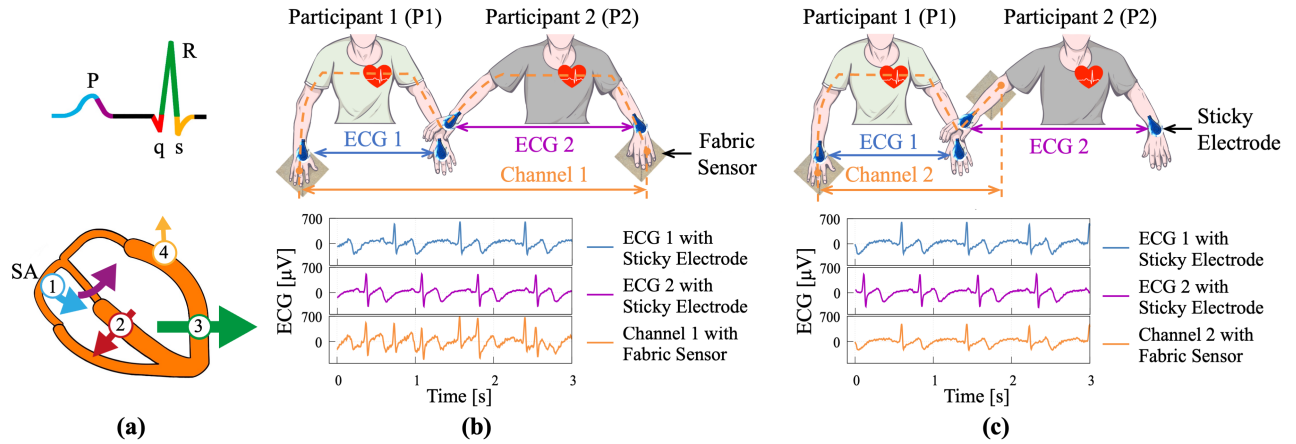 P
R
q
s
SA
1
2
3
4
(a)
Participant 1 (P1)
Participant 2 (P2)
ECG 1
ECG 2
Channel 1
Fabric
Sensor
ECG [µV]
700
0
700
0
700
0
0
1
2
3
Time [s]
ECG 1 with
Sticky Electrode
ECG 2 with
Sticky Electrode
Channel 1 with
Fabric Sensor
(b)
Participant 1 (P1)
Participant 2 (P2)
ECG 1
ECG 2
Channel 2
Sticky
Electrode
ECG [µV]
700
0
700
0
700
0
0
1
2
3
Time [s]
ECG 1 with
Sticky Electrode
ECG 2 with
Sticky Electrode
Channel 2 with
Fabric Sensor
(c)